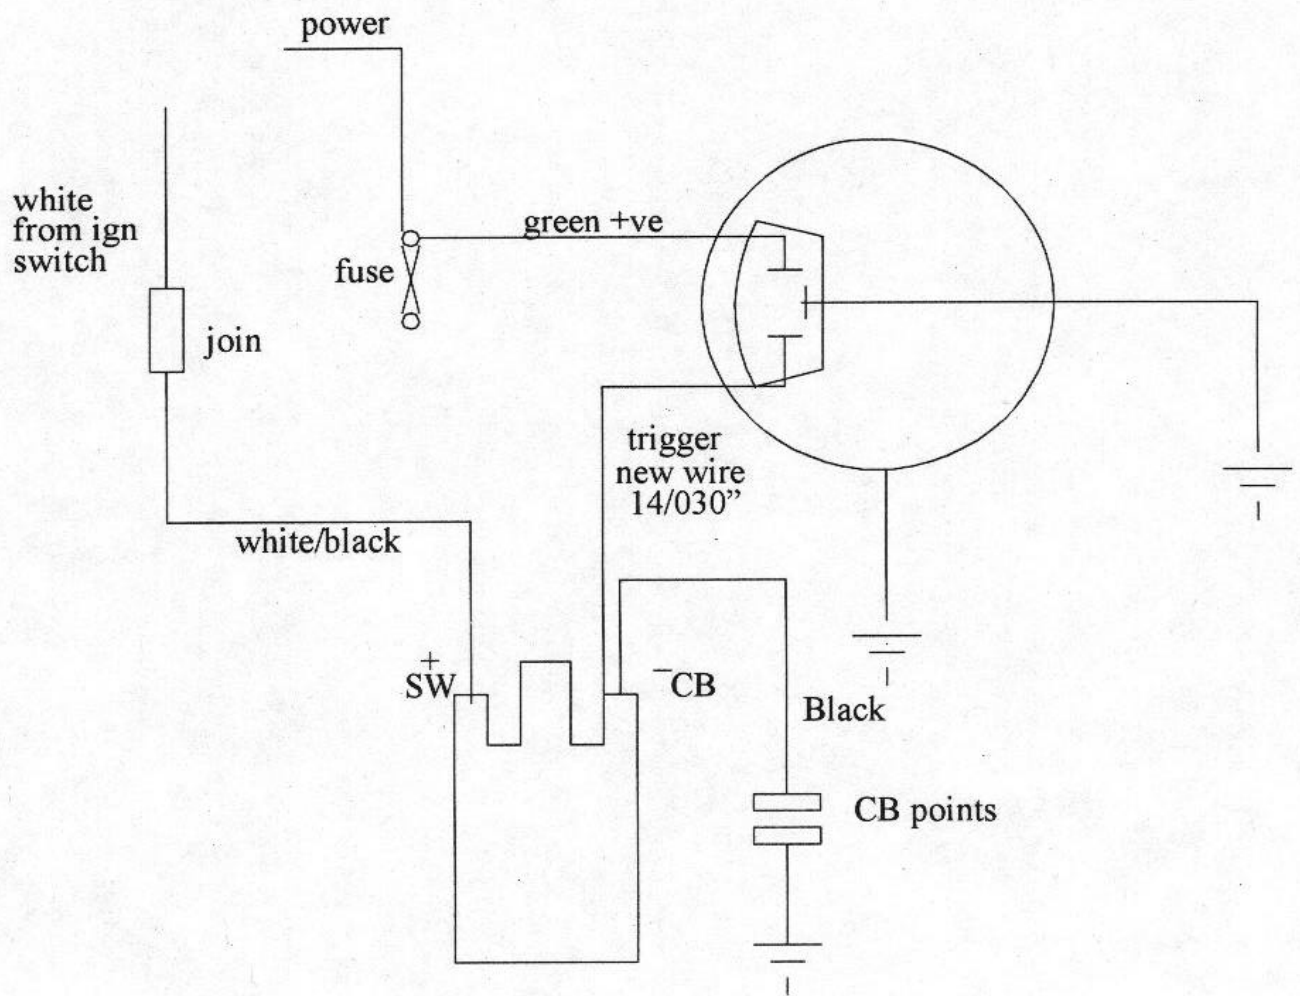 power
white
from ign
switch
green +ve
fuse
join
trigger
new wire
14/030”
white/black
+
SW
–CB
Black
CB points